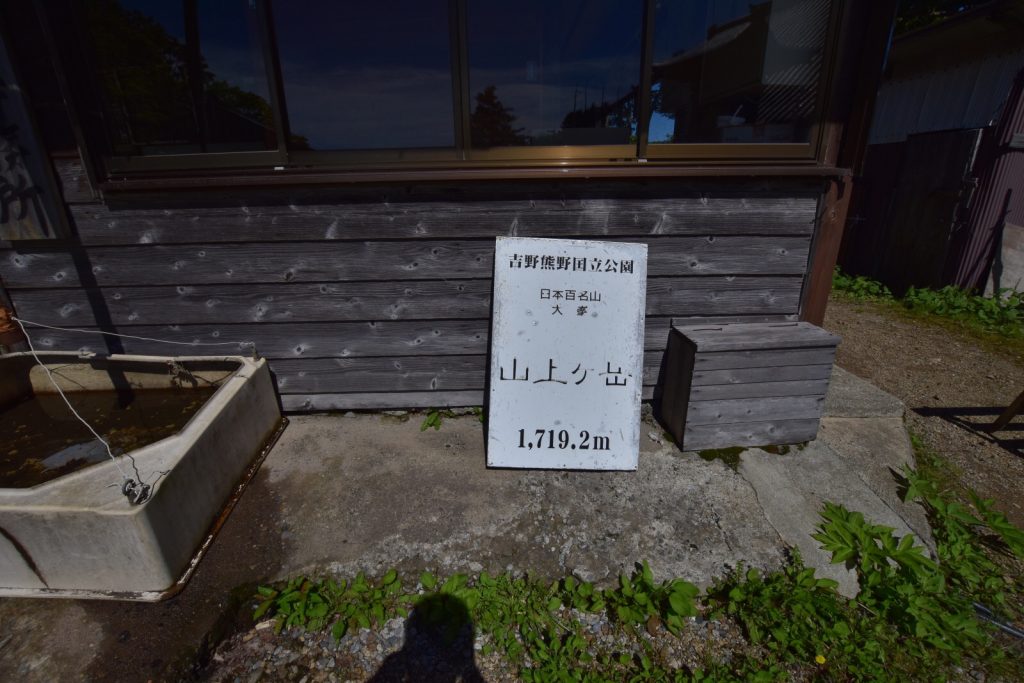 吉野熊野国立公園
日本百名山
大峯
山上ヶ岳
1,719.2m
所